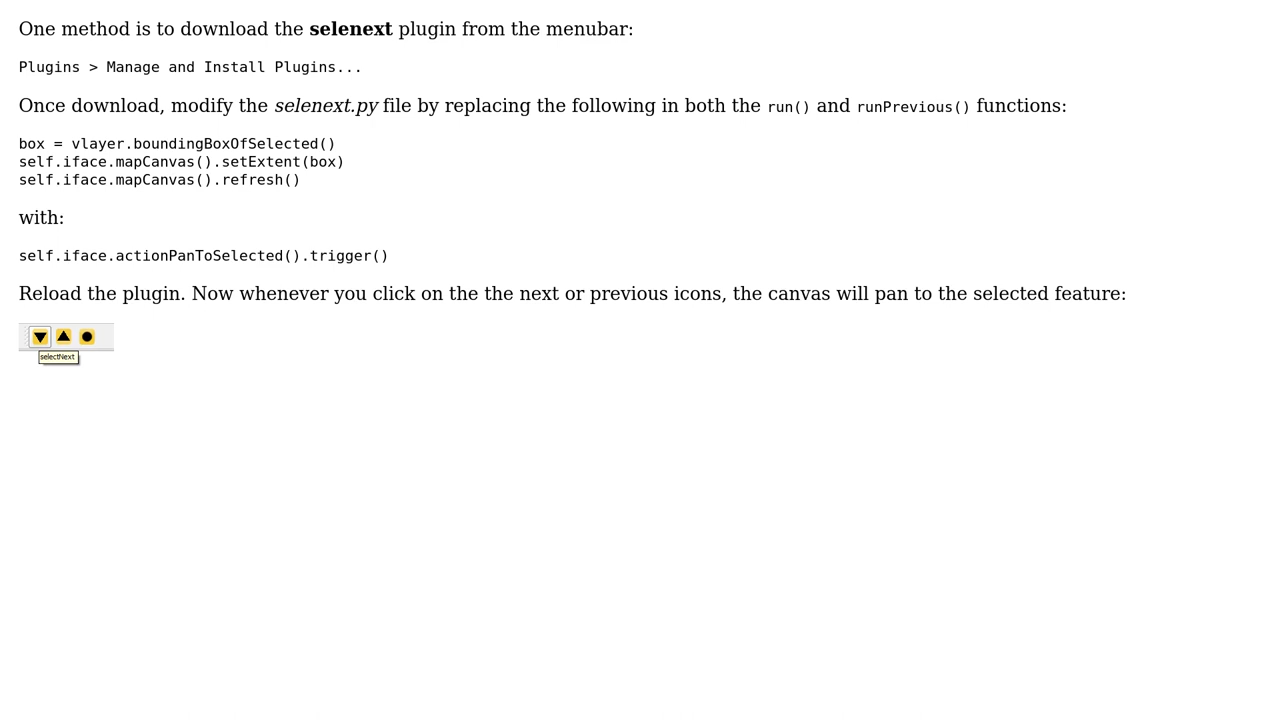 One method is to download the selenext plugin from the menubar:
Plugins > Manage and Install Plugins...
Once download, modify the selenext.py file by replacing the following in both the run() and runPrevious() functions:
box = vlayer.boundingBoxOfSelected()
self.iface.mapCanvas().setExtent(box)
self.iface.mapCanvas().refresh()
with:
self.iface.actionPanToSelected().trigger()
Reload the plugin. Now whenever you click on the the next or previous icons, the canvas will pan to the selected feature:
selectNext